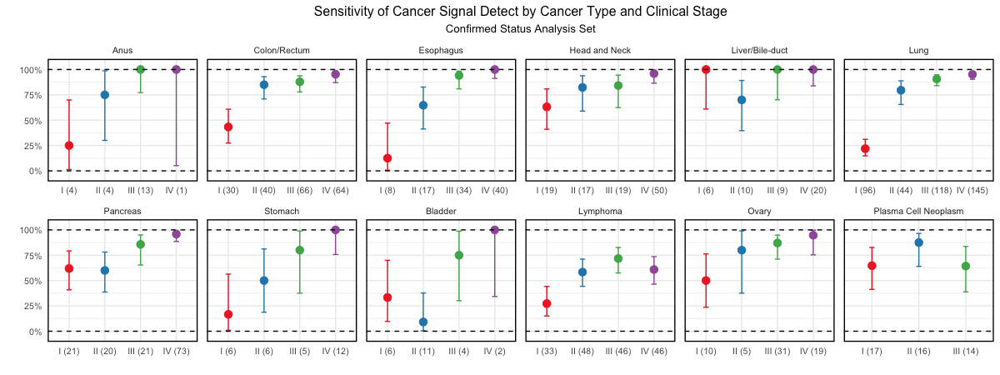 Sensitivity of Cancer Signal Detect by Cancer Type and Clinical Stage
Confirmed Status Analysis Set
Anus
Colon/Rectum
Esophagus
Head and Neck
Liver/Bile-duct
Lung
100%
75%
50%
25%
0%
I (4) II (4) III (13) IV (1)
I (30) II (40) III (66) IV (64)
I (8) II (17) III (34) IV (40)
I (19) II (17) III (19) IV (50)
I (6) II (10) III (9) IV (20)
I (96) II (44) III (118) IV (145)
Pancreas
Stomach
Bladder
Lymphoma
Ovary
Plasma Cell Neoplasm
100%
75%
50%
25%
0%
I (21) II (20) III (21) IV (73)
I (6) II (6) III (5) IV (12)
I (6) II (11) III (4) IV (2)
I (33) II (48) III (46) IV (46)
I (10) II (5) III (31) IV (19)
I (17) II (16) III (14)